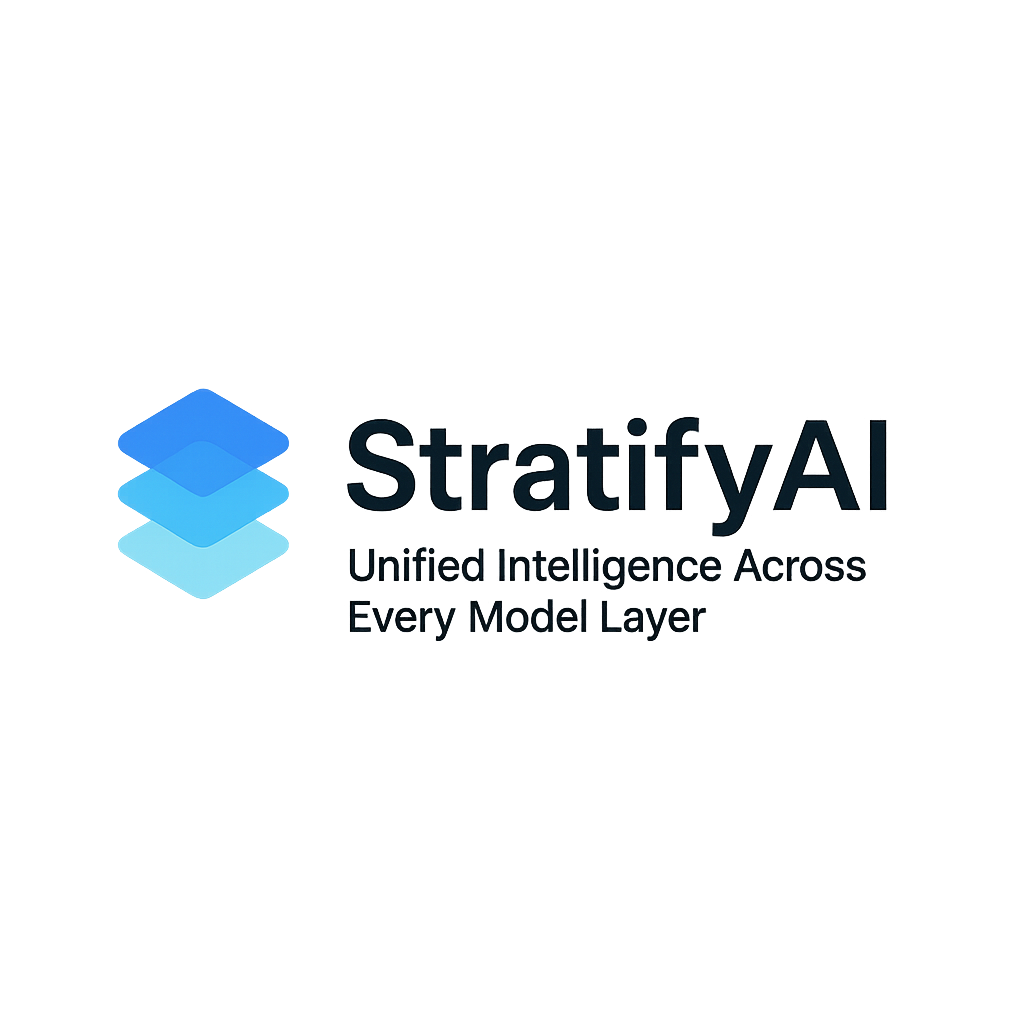 StratifyAI
Unified Intelligence Across
Every Model Layer